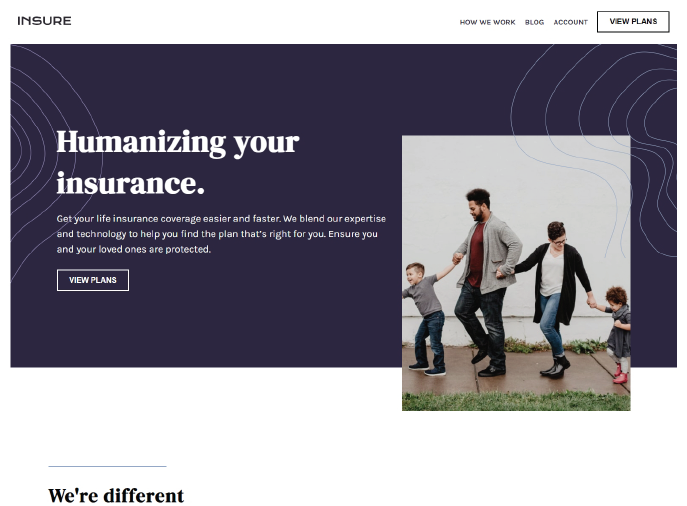 INSURE
HOW WE WORK BLOG ACCOUNT VIEW PLANS
Humanizing your
insurance.
Get your life insurance coverage easier and faster. We blend our expertise
and technology to help you find the plan that's right for you. Ensure you
and your loved ones are protected.
VIEW PLANS
We're different